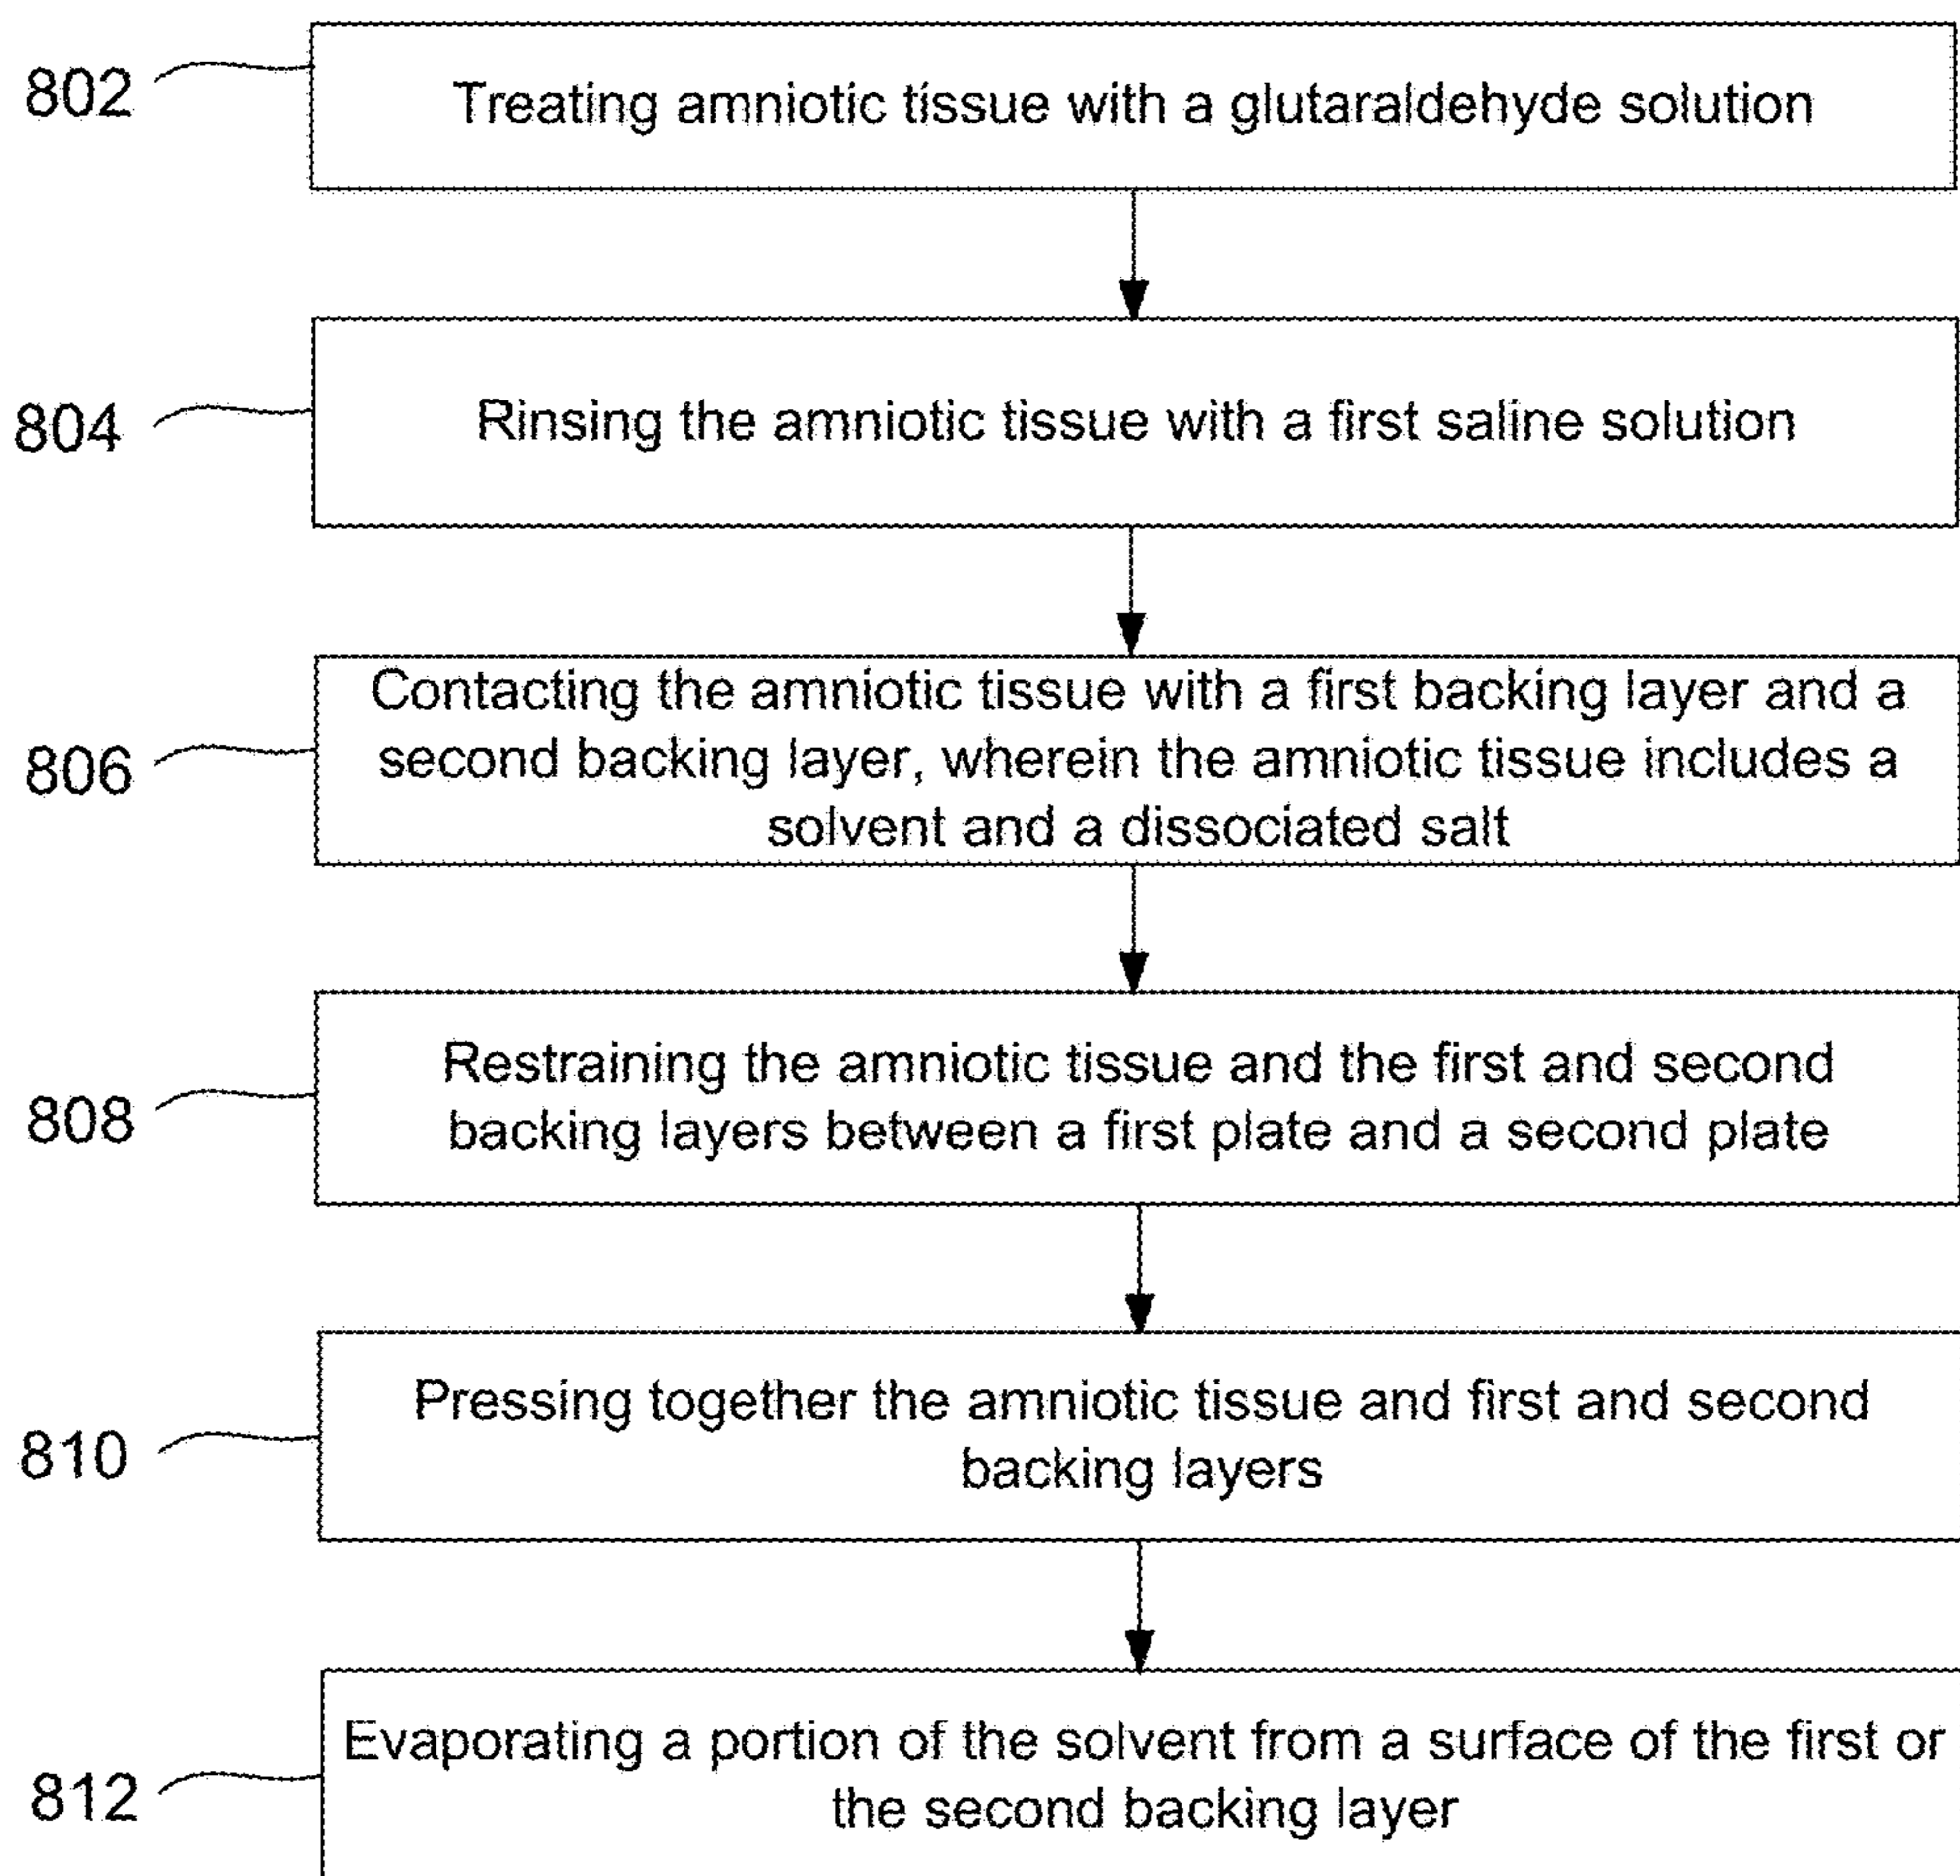 802
Treating amniotic tissue with a glutaraldehyde solution
804
Rinsing the amniotic tissue with a first saline solution
806
Contacting the amniotic tissue with a first backing layer and a
second backing layer, wherein the amniotic tissue includes a
solvent and a dissociated salt
808
Restraining the amniotic tissue and the first and second
backing layers between a first plate and a second plate
810
Pressing together the amniotic tissue and first and second
backing layers
812
Evaporating a portion of the solvent from a surface of the first or
the second backing layer